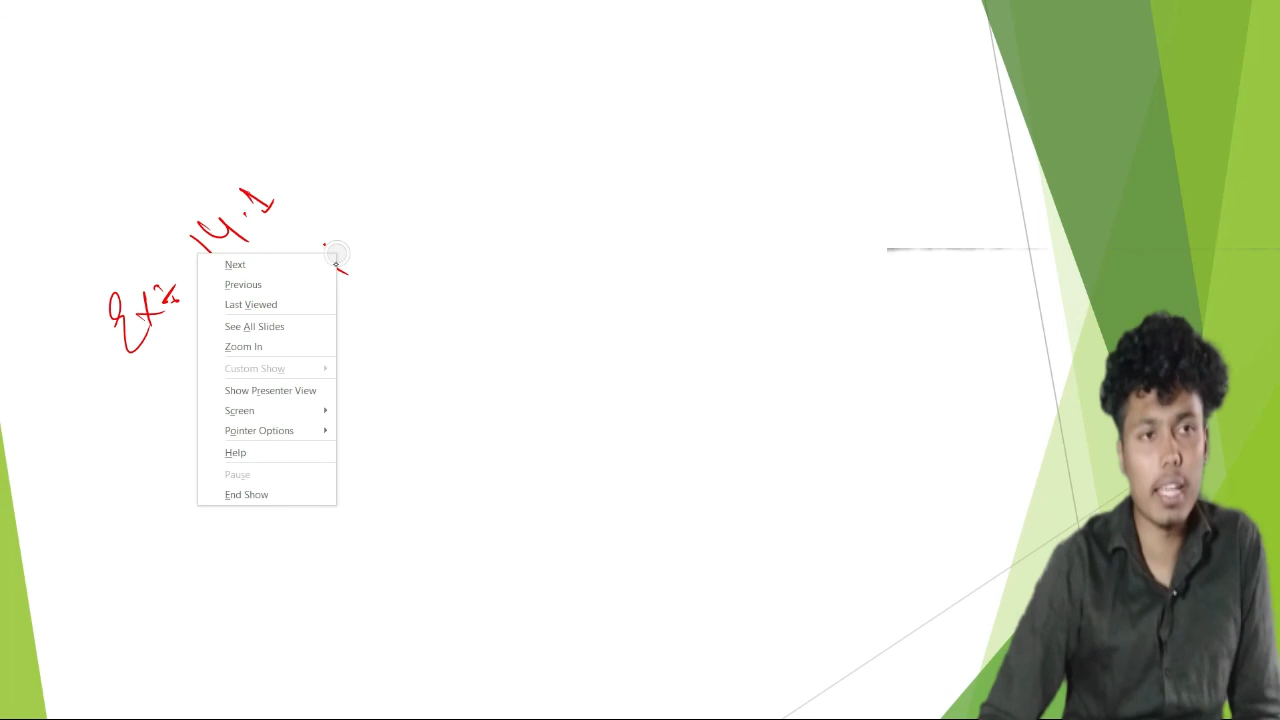 14.1
Next
Previous
Last Viewed
See All Slides
Zoom In
Custom Show
Show Presenter View
Screen
Pointer Options
Help
Pause
End Show